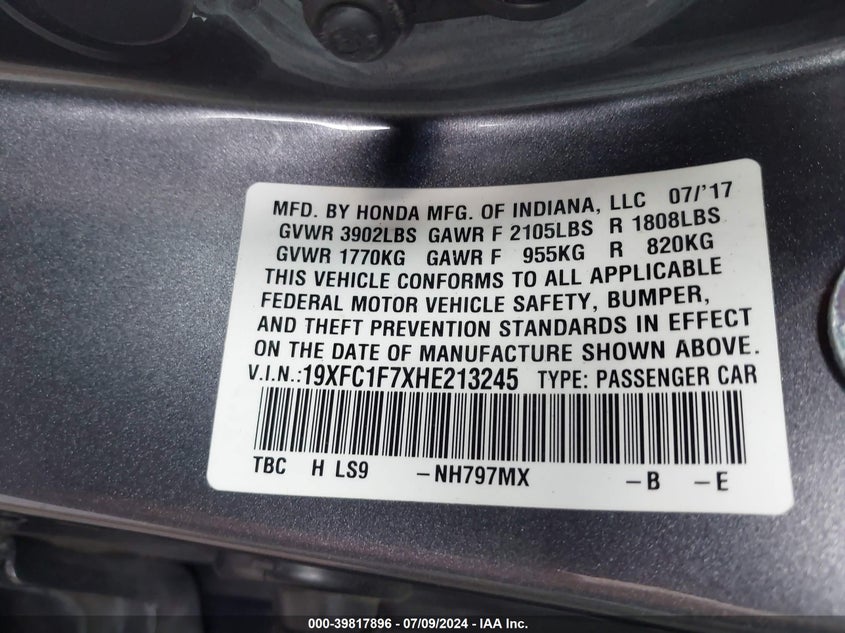 MFD. BY HONDA MFG. OF INDIANA, LLC 07/'17
GVWR 3902LBS GAWR F 2105LBS R 1808LBS
GVWR 1770KG GAWR F 955KG R 820KG
THIS VEHICLE CONFORMS TO ALL APPLICABLE
FEDERAL MOTOR VEHICLE SAFETY, BUMPER,
AND THEFT PREVENTION STANDARDS IN EFFECT
ON THE DATE OF MANUFACTURE SHOWN ABOVE.
V.I.N.:19XFC1F7XHE213245 TYPE: PASSENGER CAR
TBC H LS9 -NH797MX -B -E
000-39817896 | 07/09/2024 - IAA Inc.